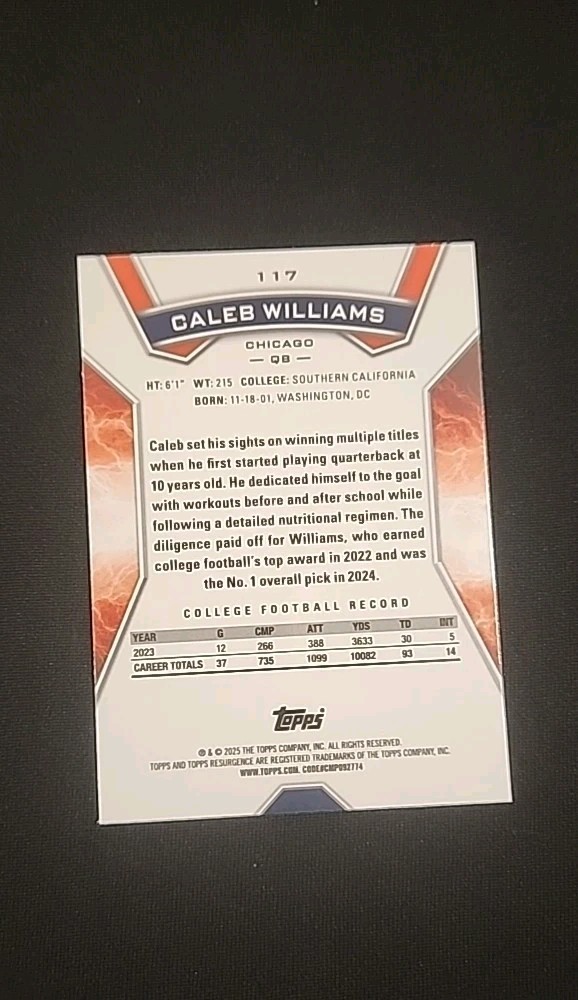 117
CALEB WILLIAMS
CHICAGO
— QB —
HT: 6'1" WT: 215 COLLEGE: SOUTHERN CALIFORNIA
BORN: 11-18-01, WASHINGTON, DC
Caleb set his sights on winning multiple titles
when he first started playing quarterback at
10 years old. He dedicated himself to the goal
with workouts before and after school while
following a detailed nutritional regimen. The
diligence paid off for Williams, who earned
college football's top award in 2022 and was
the No. 1 overall pick in 2024.
COLLEGE FOOTBALL RECORD
YEAR G CMP ATT YDS TD INT
2023 12 266 388 3633 30 5
CAREER TOTALS 37 735 1099 10082 93 14
Topps
® & © 2025 THE TOPPS COMPANY, INC. ALL RIGHTS RESERVED.
TOPPS AND TOPPS RESURGENCE ARE REGISTERED TRADEMARKS OF THE TOPPS COMPANY, INC.
WWW.TOPPS.COM. CODE#CMP092774